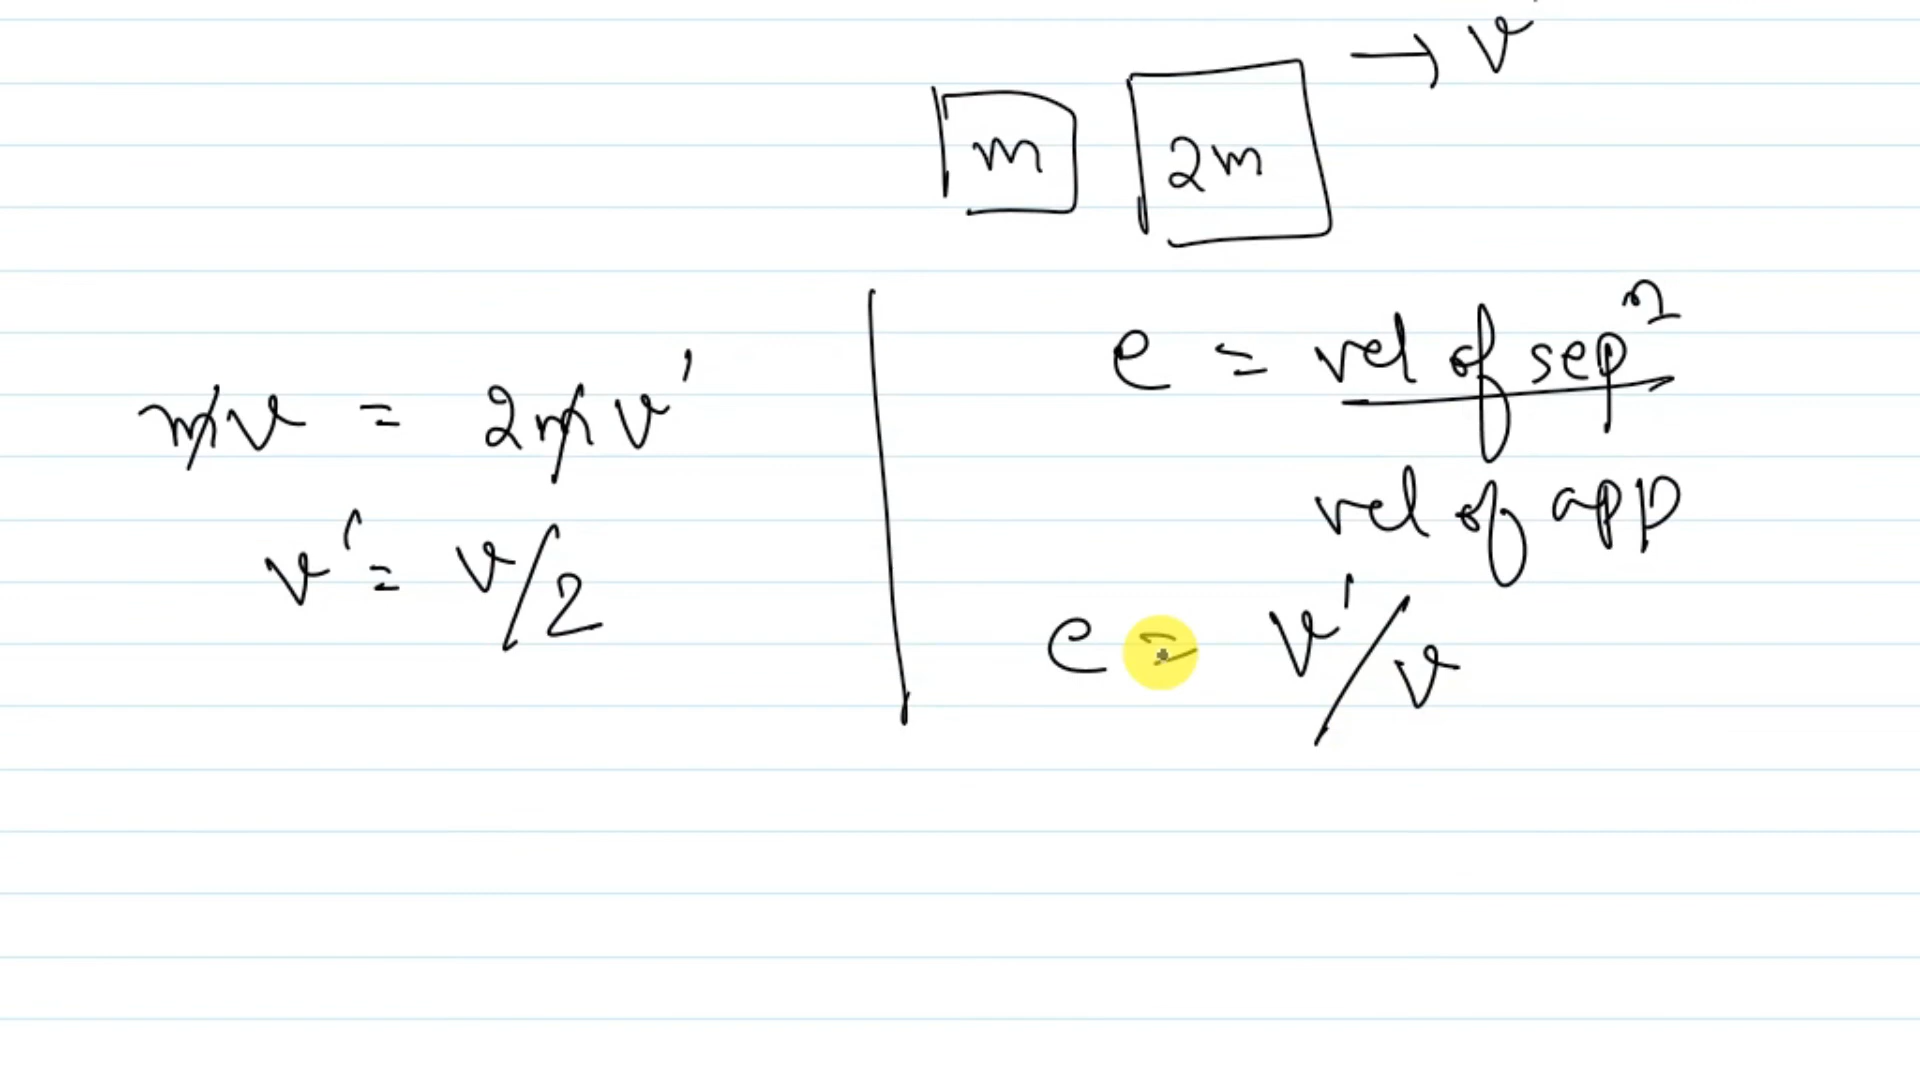 → v'
m 2m
e = vel of sepⁿ
vel of app
mv = 2mv'
v' = v/2
e = v'/v